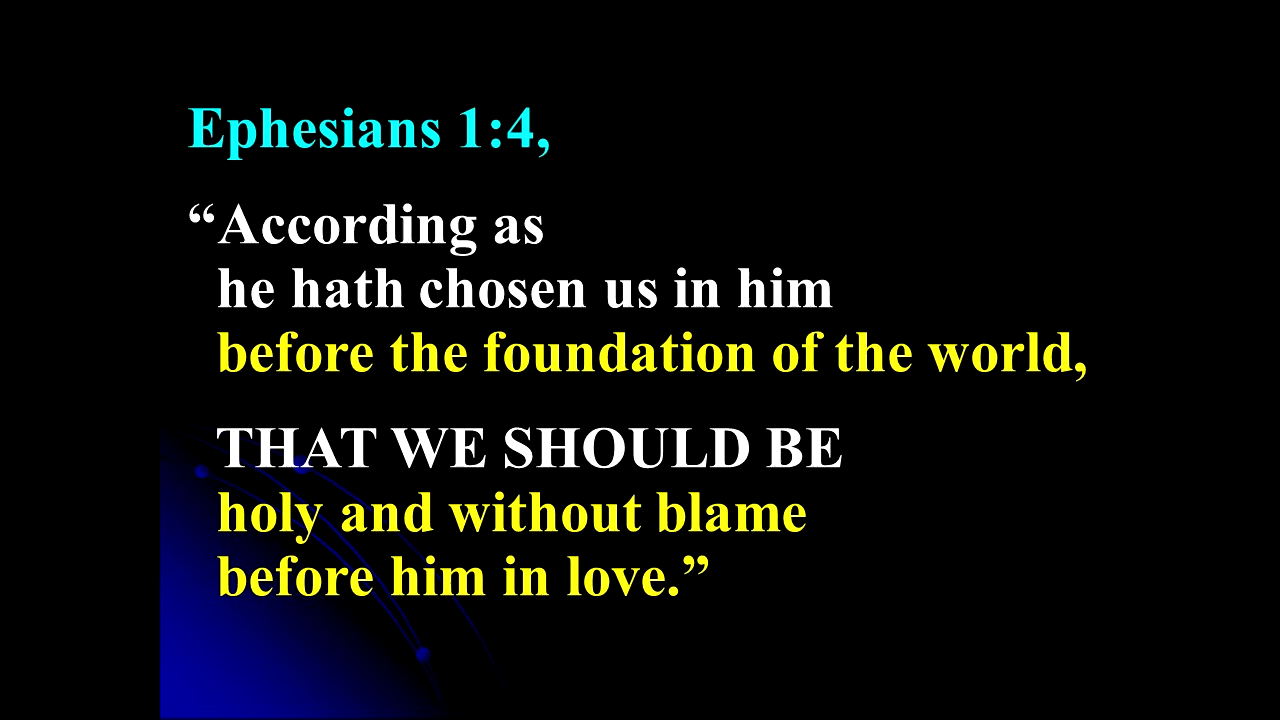 Ephesians 1:4,
“According as
he hath chosen us in him
before the foundation of the world,
THAT WE SHOULD BE
holy and without blame
before him in love.”